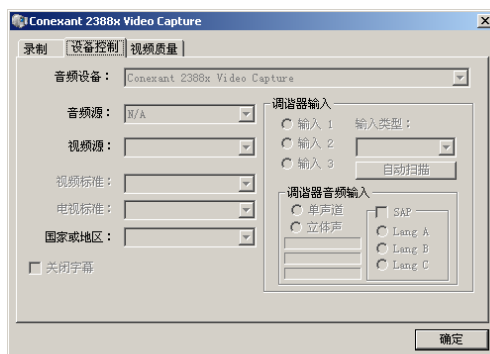 Conexant 2388x Video Capture
录制 设备控制 视频质量
音频设备： Conexant 2388x Video Capture
音频源： N/A
视频源：
视频标准：
电视标准：
国家或地区：
关闭字幕
调谐器输入
输入 1 输入类型：
输入 2
输入 3 自动扫描
调谐器音频输入
单声道 SAP
立体声 Lang A
Lang B
Lang C
确定